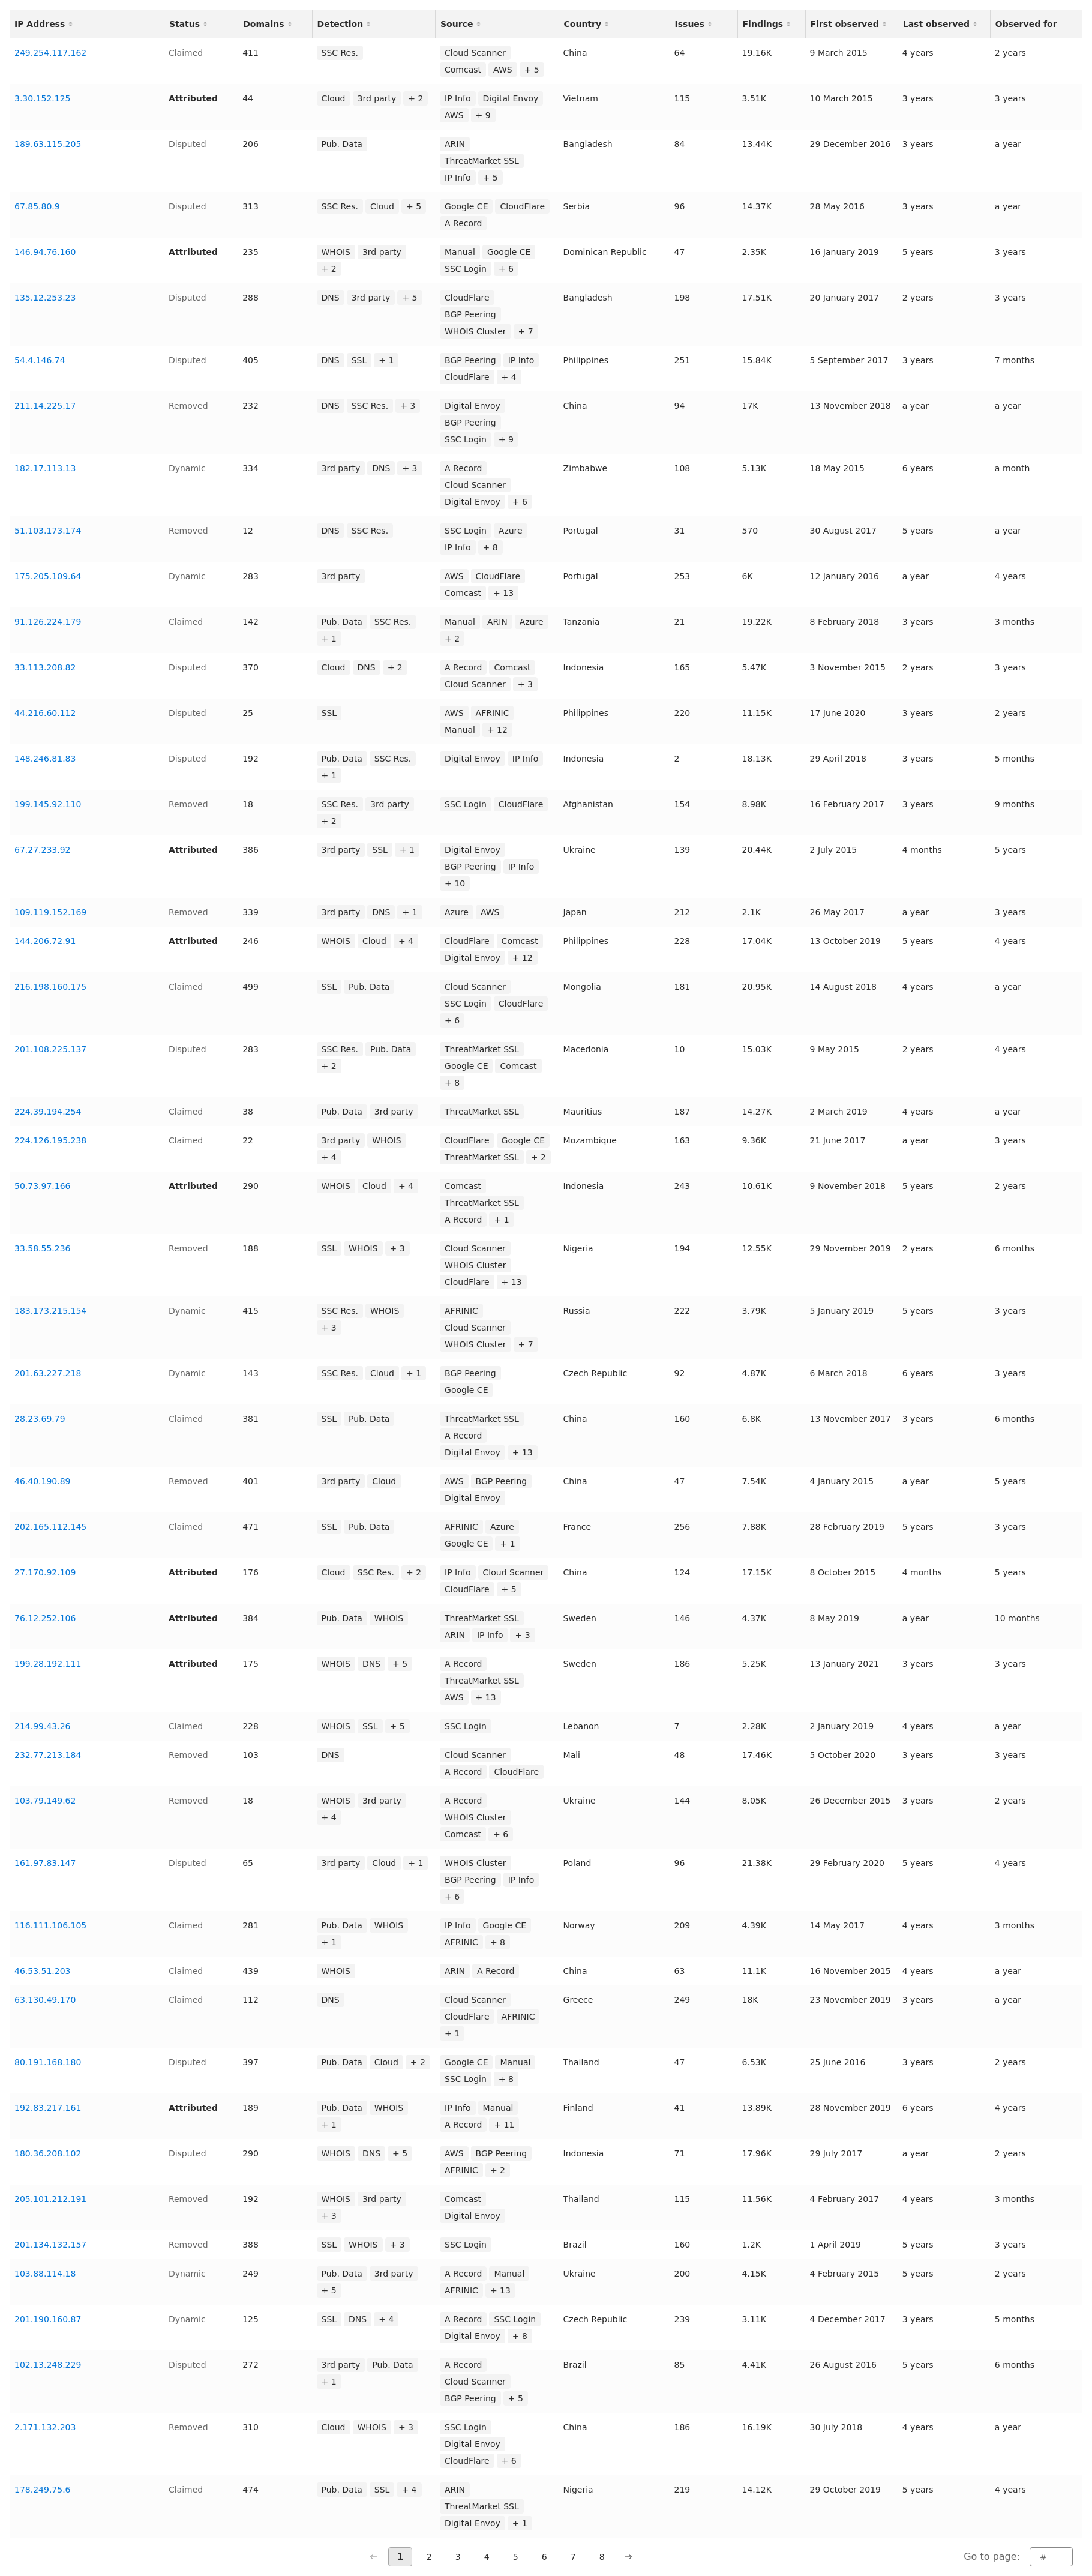 IP Address Status Domains Detection Source Country Issues Findings First observed Last observed Observed for
249.254.117.162 Claimed 411 SSC Res. Cloud Scanner China 64 19.16K 9 March 2015 4 years 2 years
Comcast AWS + 5
3.30.152.125 Attributed 44 Cloud 3rd party + 2 IP Info Digital Envoy Vietnam 115 3.51K 10 March 2015 3 years 3 years
AWS + 9
189.63.115.205 Disputed 206 Pub. Data ARIN Bangladesh 84 13.44K 29 December 2016 3 years a year
ThreatMarket SSL
IP Info + 5
67.85.80.9 Disputed 313 SSC Res. Cloud + 5 Google CE CloudFlare Serbia 96 14.37K 28 May 2016 3 years a year
A Record
146.94.76.160 Attributed 235 WHOIS 3rd party Manual Google CE Dominican Republic 47 2.35K 16 January 2019 5 years 3 years
+ 2 SSC Login + 6
135.12.253.23 Disputed 288 DNS 3rd party + 5 CloudFlare Bangladesh 198 17.51K 20 January 2017 2 years 3 years
BGP Peering
WHOIS Cluster + 7
54.4.146.74 Disputed 405 DNS SSL + 1 BGP Peering IP Info Philippines 251 15.84K 5 September 2017 3 years 7 months
CloudFlare + 4
211.14.225.17 Removed 232 DNS SSC Res. + 3 Digital Envoy China 94 17K 13 November 2018 a year a year
BGP Peering
SSC Login + 9
182.17.113.13 Dynamic 334 3rd party DNS + 3 A Record Zimbabwe 108 5.13K 18 May 2015 6 years a month
Cloud Scanner
Digital Envoy + 6
51.103.173.174 Removed 12 DNS SSC Res. SSC Login Azure Portugal 31 570 30 August 2017 5 years a year
IP Info + 8
175.205.109.64 Dynamic 283 3rd party AWS CloudFlare Portugal 253 6K 12 January 2016 a year 4 years
Comcast + 13
91.126.224.179 Claimed 142 Pub. Data SSC Res. Manual ARIN Azure Tanzania 21 19.22K 8 February 2018 3 years 3 months
+ 1 + 2
33.113.208.82 Disputed 370 Cloud DNS + 2 A Record Comcast Indonesia 165 5.47K 3 November 2015 2 years 3 years
Cloud Scanner + 3
44.216.60.112 Disputed 25 SSL AWS AFRINIC Philippines 220 11.15K 17 June 2020 3 years 2 years
Manual + 12
148.246.81.83 Disputed 192 Pub. Data SSC Res. Digital Envoy IP Info Indonesia 2 18.13K 29 April 2018 3 years 5 months
+ 1
199.145.92.110 Removed 18 SSC Res. 3rd party SSC Login CloudFlare Afghanistan 154 8.98K 16 February 2017 3 years 9 months
+ 2
67.27.233.92 Attributed 386 3rd party SSL + 1 Digital Envoy Ukraine 139 20.44K 2 July 2015 4 months 5 years
BGP Peering IP Info
+ 10
109.119.152.169 Removed 339 3rd party DNS + 1 Azure AWS Japan 212 2.1K 26 May 2017 a year 3 years
144.206.72.91 Attributed 246 WHOIS Cloud + 4 CloudFlare Comcast Philippines 228 17.04K 13 October 2019 5 years 4 years
Digital Envoy + 12
216.198.160.175 Claimed 499 SSL Pub. Data Cloud Scanner Mongolia 181 20.95K 14 August 2018 4 years a year
SSC Login CloudFlare
+ 6
201.108.225.137 Disputed 283 SSC Res. Pub. Data ThreatMarket SSL Macedonia 10 15.03K 9 May 2015 2 years 4 years
+ 2 Google CE Comcast
+ 8
224.39.194.254 Claimed 38 Pub. Data 3rd party ThreatMarket SSL Mauritius 187 14.27K 2 March 2019 4 years a year
224.126.195.238 Claimed 22 3rd party WHOIS CloudFlare Google CE Mozambique 163 9.36K 21 June 2017 a year 3 years
+ 4 ThreatMarket SSL + 2
50.73.97.166 Attributed 290 WHOIS Cloud + 4 Comcast Indonesia 243 10.61K 9 November 2018 5 years 2 years
ThreatMarket SSL
A Record + 1
33.58.55.236 Removed 188 SSL WHOIS + 3 Cloud Scanner Nigeria 194 12.55K 29 November 2019 2 years 6 months
WHOIS Cluster
CloudFlare + 13
183.173.215.154 Dynamic 415 SSC Res. WHOIS AFRINIC Russia 222 3.79K 5 January 2019 5 years 3 years
+ 3 Cloud Scanner
WHOIS Cluster + 7
201.63.227.218 Dynamic 143 SSC Res. Cloud + 1 BGP Peering Czech Republic 92 4.87K 6 March 2018 6 years 3 years
Google CE
28.23.69.79 Claimed 381 SSL Pub. Data ThreatMarket SSL China 160 6.8K 13 November 2017 3 years 6 months
A Record
Digital Envoy + 13
46.40.190.89 Removed 401 3rd party Cloud AWS BGP Peering China 47 7.54K 4 January 2015 a year 5 years
Digital Envoy
202.165.112.145 Claimed 471 SSL Pub. Data AFRINIC Azure France 256 7.88K 28 February 2019 5 years 3 years
Google CE + 1
27.170.92.109 Attributed 176 Cloud SSC Res. + 2 IP Info Cloud Scanner China 124 17.15K 8 October 2015 4 months 5 years
CloudFlare + 5
76.12.252.106 Attributed 384 Pub. Data WHOIS ThreatMarket SSL Sweden 146 4.37K 8 May 2019 a year 10 months
ARIN IP Info + 3
199.28.192.111 Attributed 175 WHOIS DNS + 5 A Record Sweden 186 5.25K 13 January 2021 3 years 3 years
ThreatMarket SSL
AWS + 13
214.99.43.26 Claimed 228 WHOIS SSL + 5 SSC Login Lebanon 7 2.28K 2 January 2019 4 years a year
232.77.213.184 Removed 103 DNS Cloud Scanner Mali 48 17.46K 5 October 2020 3 years 3 years
A Record CloudFlare
103.79.149.62 Removed 18 WHOIS 3rd party A Record Ukraine 144 8.05K 26 December 2015 3 years 2 years
+ 4 WHOIS Cluster
Comcast + 6
161.97.83.147 Disputed 65 3rd party Cloud + 1 WHOIS Cluster Poland 96 21.38K 29 February 2020 5 years 4 years
BGP Peering IP Info
+ 6
116.111.106.105 Claimed 281 Pub. Data WHOIS IP Info Google CE Norway 209 4.39K 14 May 2017 4 years 3 months
+ 1 AFRINIC + 8
46.53.51.203 Claimed 439 WHOIS ARIN A Record China 63 11.1K 16 November 2015 4 years a year
63.130.49.170 Claimed 112 DNS Cloud Scanner Greece 249 18K 23 November 2019 3 years a year
CloudFlare AFRINIC
+ 1
80.191.168.180 Disputed 397 Pub. Data Cloud + 2 Google CE Manual Thailand 47 6.53K 25 June 2016 3 years 2 years
SSC Login + 8
192.83.217.161 Attributed 189 Pub. Data WHOIS IP Info Manual Finland 41 13.89K 28 November 2019 6 years 4 years
+ 1 A Record + 11
180.36.208.102 Disputed 290 WHOIS DNS + 5 AWS BGP Peering Indonesia 71 17.96K 29 July 2017 a year 2 years
AFRINIC + 2
205.101.212.191 Removed 192 WHOIS 3rd party Comcast Thailand 115 11.56K 4 February 2017 4 years 3 months
+ 3 Digital Envoy
201.134.132.157 Removed 388 SSL WHOIS + 3 SSC Login Brazil 160 1.2K 1 April 2019 5 years 3 years
103.88.114.18 Dynamic 249 Pub. Data 3rd party A Record Manual Ukraine 200 4.15K 4 February 2015 5 years 2 years
+ 5 AFRINIC + 13
201.190.160.87 Dynamic 125 SSL DNS + 4 A Record SSC Login Czech Republic 239 3.11K 4 December 2017 3 years 5 months
Digital Envoy + 8
102.13.248.229 Disputed 272 3rd party Pub. Data A Record Brazil 85 4.41K 26 August 2016 5 years 6 months
+ 1 Cloud Scanner
BGP Peering + 5
2.171.132.203 Removed 310 Cloud WHOIS + 3 SSC Login China 186 16.19K 30 July 2018 4 years a year
Digital Envoy
CloudFlare + 6
178.249.75.6 Claimed 474 Pub. Data SSL + 4 ARIN Nigeria 219 14.12K 29 October 2019 5 years 4 years
ThreatMarket SSL
Digital Envoy + 1
← 1 2 3 4 5 6 7 8 → Go to page: #